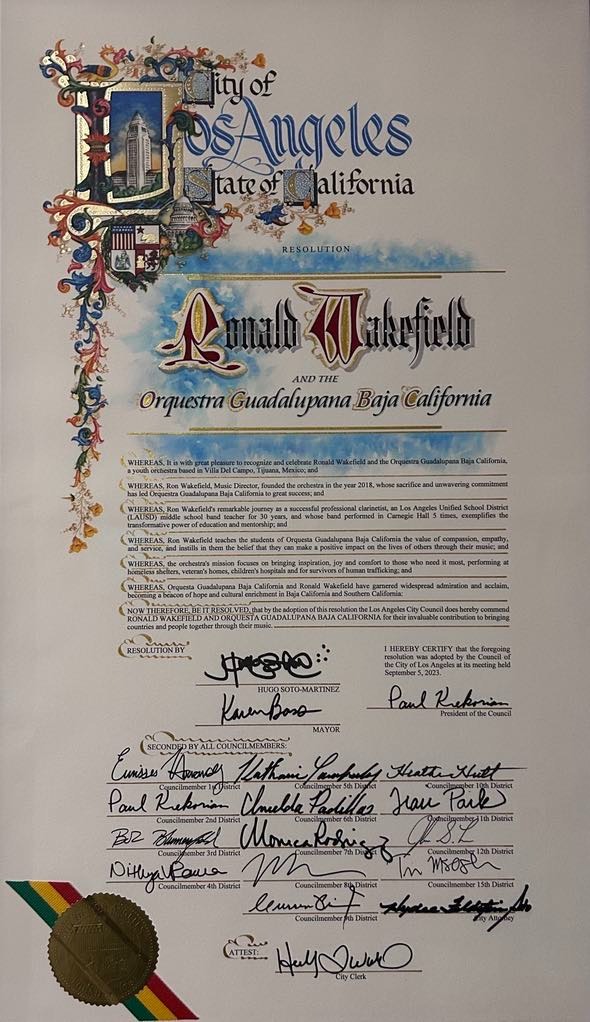 City of
Los Angeles
State of California
RESOLUTION
Ronald Wakefield
AND THE
Orquestra Guadalupana Baja California
WHEREAS, It is with great pleasure to recognize and celebrate Ronald Wakefield and the Orquestra Guadalupana Baja California,
a youth orchestra based in Villa Del Campo, Tijuana, Mexico; and
WHEREAS, Ron Wakefield, Music Director, founded the orchestra in the year 2018, whose sacrifice and unwavering commitment
has led Orquestra Guadalupana Baja California to great success; and
WHEREAS, Ron Wakefield's remarkable journey as a successful professional clarinetist, an Los Angeles Unified School District
(LAUSD) middle school band teacher for 30 years, and whose band performed in Carnegie Hall 5 times, exemplifies the
transformative power of education and mentorship; and
WHEREAS, Ron Wakefield teaches the students of Orquesta Guadalupana Baja California the value of compassion, empathy,
and service, and instills in them the belief that they can make a positive impact on the lives of others through their music; and
WHEREAS, the orchestra's mission focuses on bringing inspiration, joy and comfort to those who need it most, performing at
homeless shelters, veteran's homes, children's hospitals and for survivors of human trafficking; and
WHEREAS, Orquesta Guadalupana Baja California and Ronald Wakefield have garnered widespread admiration and acclaim,
becoming a beacon of hope and cultural enrichment in Baja California and Southern California:
NOW THEREFORE, BE IT RESOLVED, that by the adoption of this resolution the Los Angeles City Council does hereby commend
RONALD WAKEFIELD AND ORQUESTA GUADALUPANA BAJA CALIFORNIA for their invaluable contribution to bringing
countries and people together through their music.
RESOLUTION BY
HUGO SOTO-MARTINEZ
Karen Bass
MAYOR
I HEREBY CERTIFY that the foregoing
resolution was adopted by the Council of
the City of Los Angeles at its meeting held
September 5, 2023.
Paul Krekorian
President of the Council
SECONDED BY ALL COUNCILMEMBERS:
Councilmember 1st District
Councilmember 5th District
Heather Hutt
Councilmember 10th District
Paul Krekorian
Councilmember 2nd District
Imelda Padilla
Councilmember 6th District
Traci Park
Councilmember 11th District
Councilmember 3rd District
Monica Rodriguez
Councilmember 7th District
Councilmember 12th District
Councilmember 4th District
Councilmember 8th District
Councilmember 15th District
Councilmember 9th District
City Attorney
ATTEST:
City Clerk